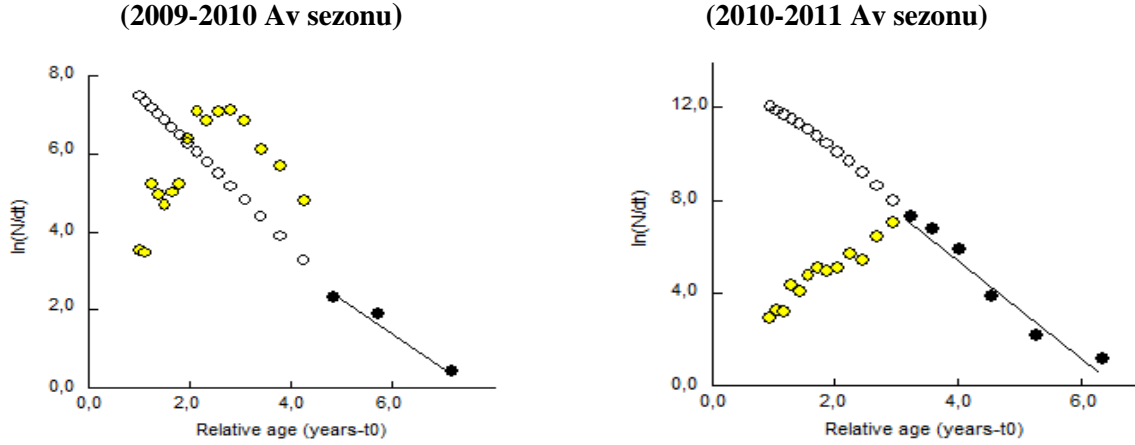 (2009-2010 Av sezonu)
(2010-2011 Av sezonu)
8,0
6,0
4,0
2,0
0,0
ln(N/dt)
0,0 2,0 4,0 6,0
Relative age (years-t0)
12,0
8,0
4,0
0,0
ln(N/dt)
0,0 2,0 4,0 6,0
Relative age (years-t0)